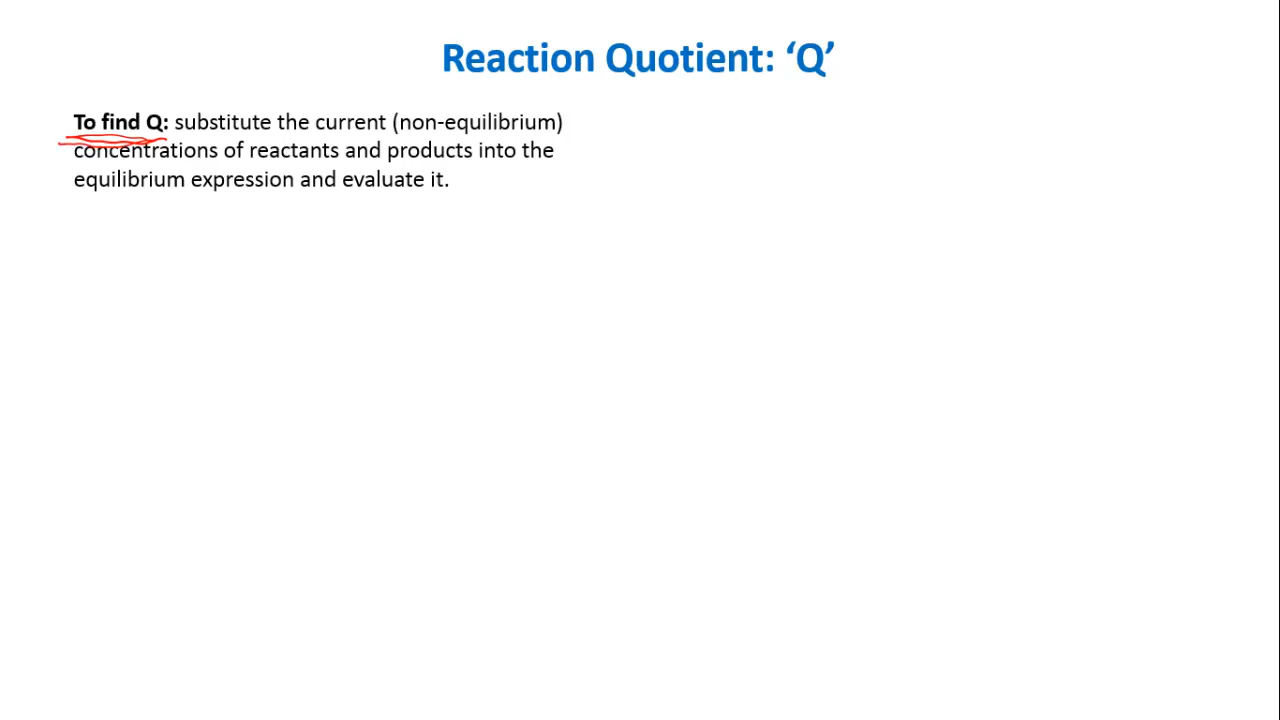 Reaction Quotient: ‘Q’
To find Q: substitute the current (non-equilibrium)
concentrations of reactants and products into the
equilibrium expression and evaluate it.